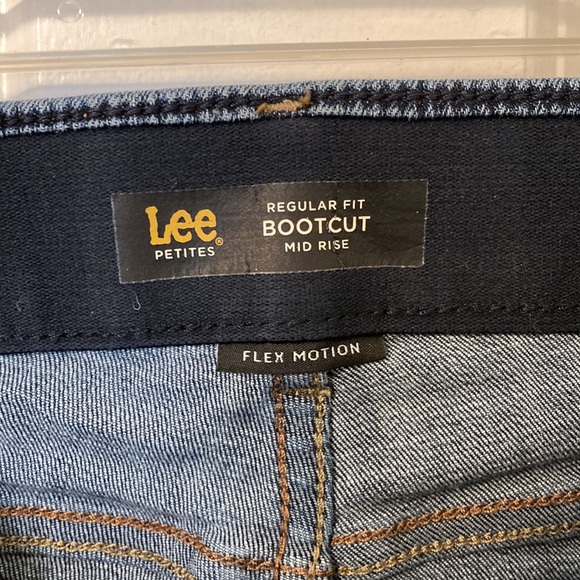 Lee®
PETITES
REGULAR FIT
BOOTCUT
MID RISE
FLEX MOTION